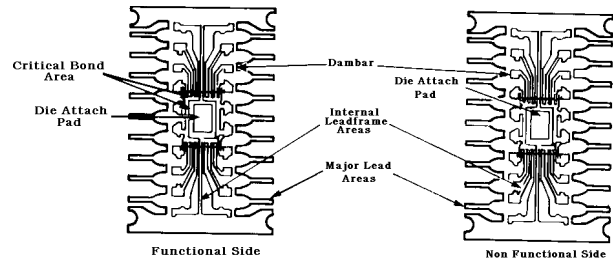 Critical Bond
Area
Die Attach
Pad
Dambar
Die Attach
Pad
Internal
Leadframe
Areas
Major Lead
Areas
Functional Side
Non Functional Side